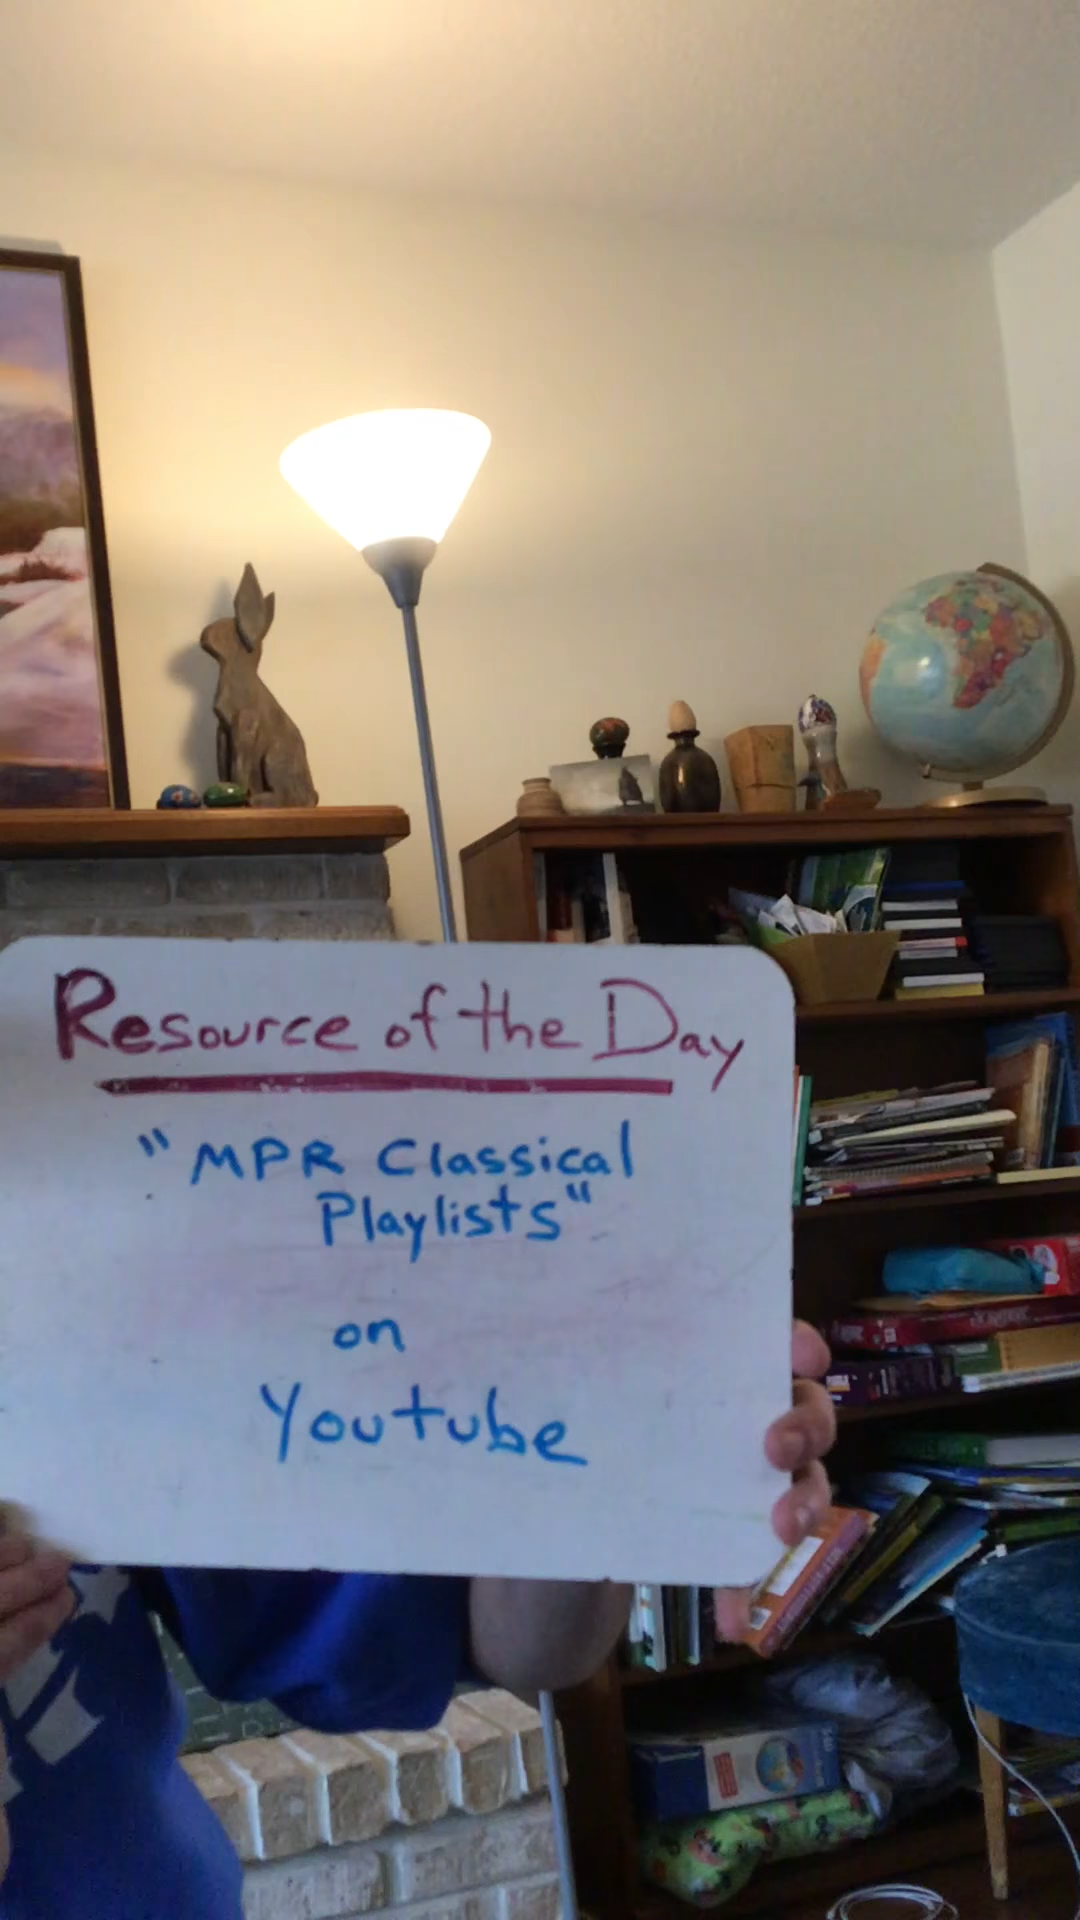 Resource of the Day
"MPR Classical
Playlists"
on
Youtube